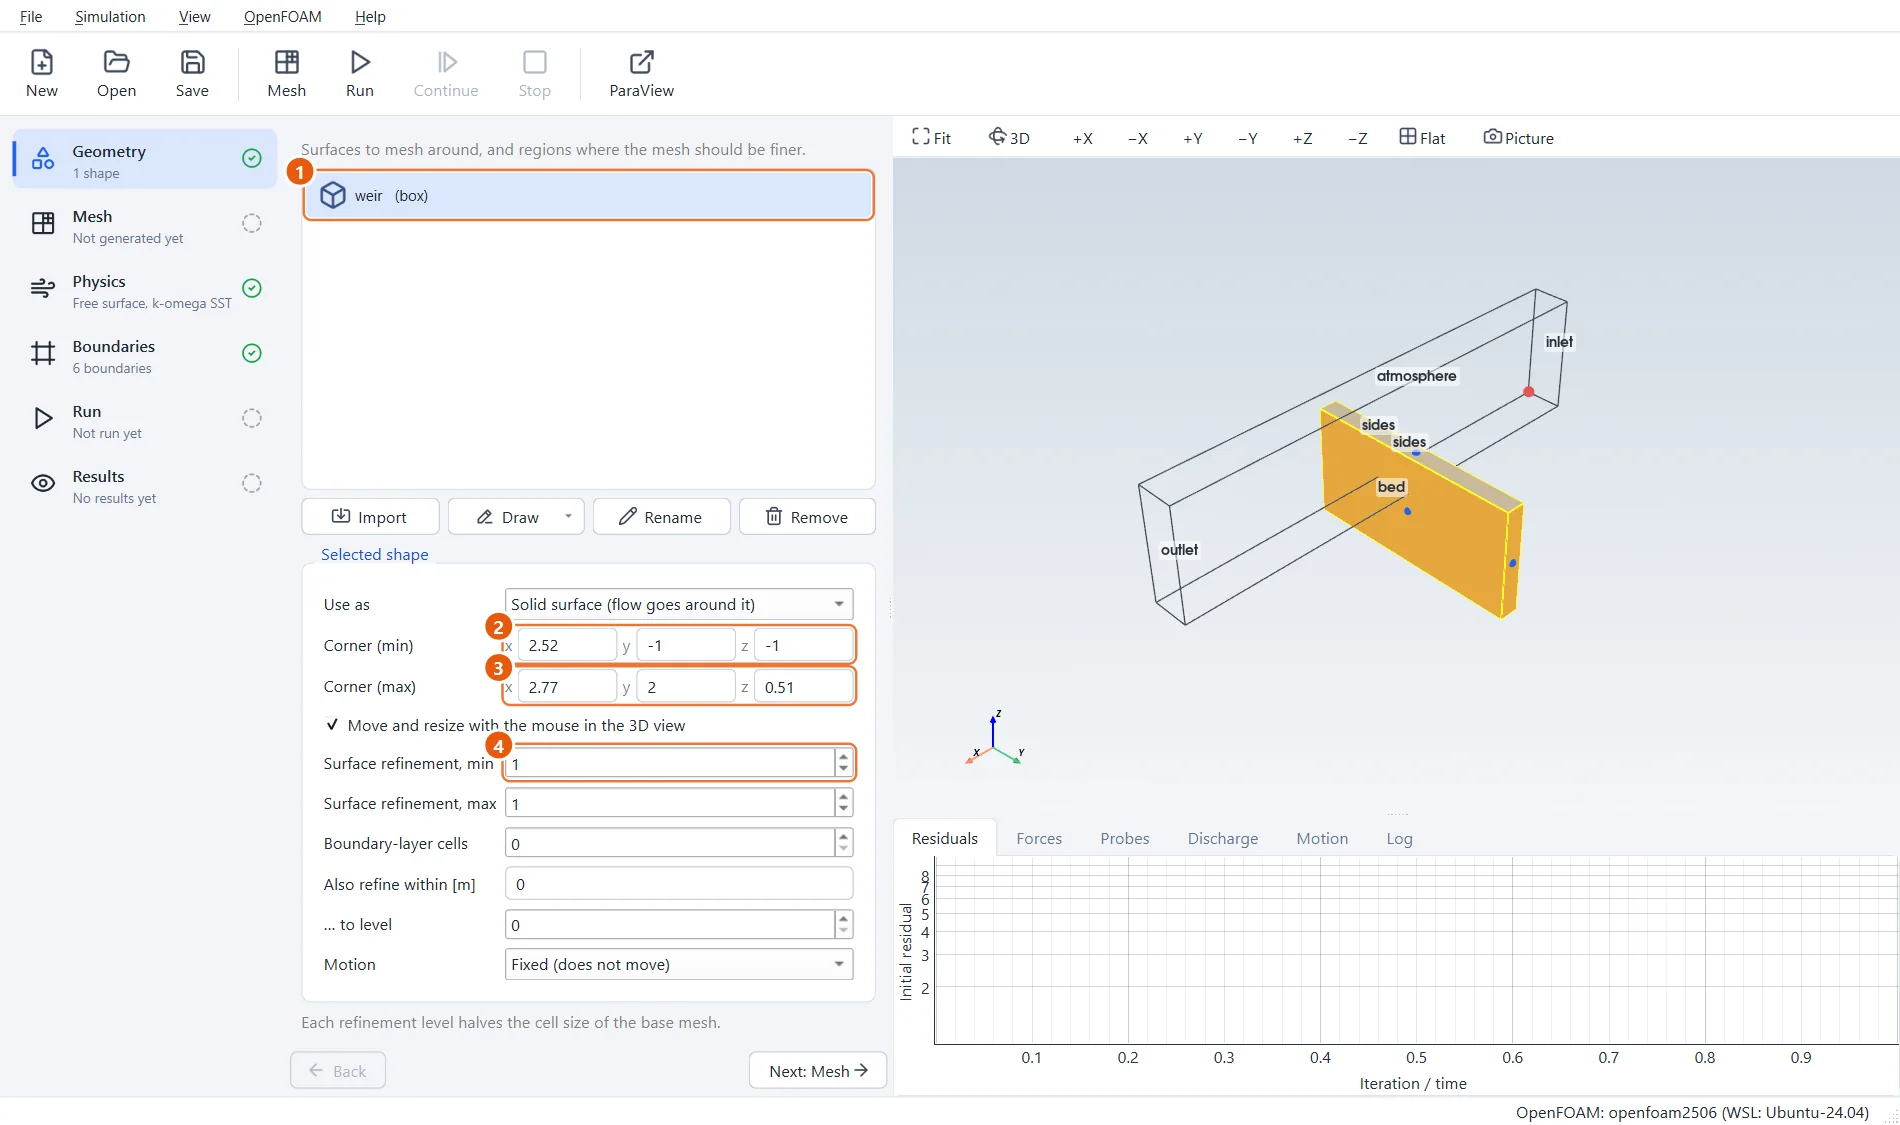 File Simulation View OpenFOAM Help
New Open Save Mesh Run Continue Stop ParaView
Geometry
1 shape
Mesh
Not generated yet
Physics
Free surface, k-omega SST
Boundaries
6 boundaries
Run
Not run yet
Results
No results yet
Surfaces to mesh around, and regions where the mesh should be finer.
1
weir (box)
Import Draw Rename Remove
Selected shape
Use as Solid surface (flow goes around it)
2
Corner (min) x 2.52 y -1 z -1
3
Corner (max) x 2.77 y 2 z 0.51
Move and resize with the mouse in the 3D view
4
Surface refinement, min 1
Surface refinement, max 1
Boundary-layer cells 0
Also refine within [m] 0
... to level 0
Motion Fixed (does not move)
Each refinement level halves the cell size of the base mesh.
Back Next: Mesh
Fit 3D +X −X +Y −Y +Z −Z Flat Picture
inlet
atmosphere
sides
sides
bed
outlet
Z
X Y
Residuals Forces Probes Discharge Motion Log
Initial residual
8
7
6
5
4
3
2
0.1 0.2 0.3 0.4 0.5 0.6 0.7 0.8 0.9
Iteration / time
OpenFOAM: openfoam2506 (WSL: Ubuntu-24.04)